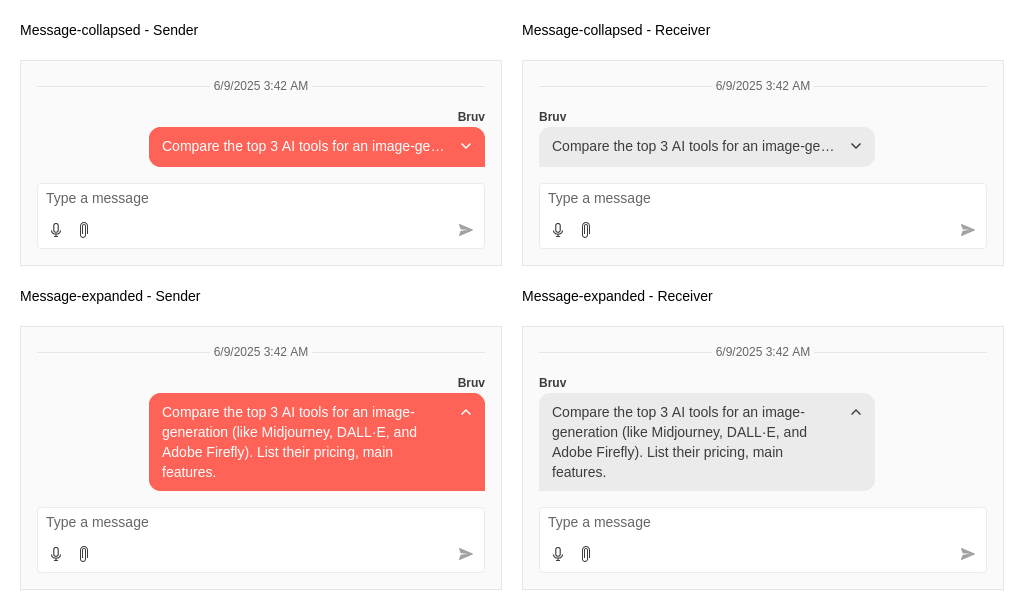 Message-collapsed - Sender
6/9/2025 3:42 AM
Bruv
Compare the top 3 AI tools for an image-ge…
Type a message
Message-collapsed - Receiver
6/9/2025 3:42 AM
Bruv
Compare the top 3 AI tools for an image-ge…
Type a message
Message-expanded - Sender
6/9/2025 3:42 AM
Bruv
Compare the top 3 AI tools for an image-
generation (like Midjourney, DALL·E, and
Adobe Firefly). List their pricing, main
features.
Type a message
Message-expanded - Receiver
6/9/2025 3:42 AM
Bruv
Compare the top 3 AI tools for an image-
generation (like Midjourney, DALL·E, and
Adobe Firefly). List their pricing, main
features.
Type a message